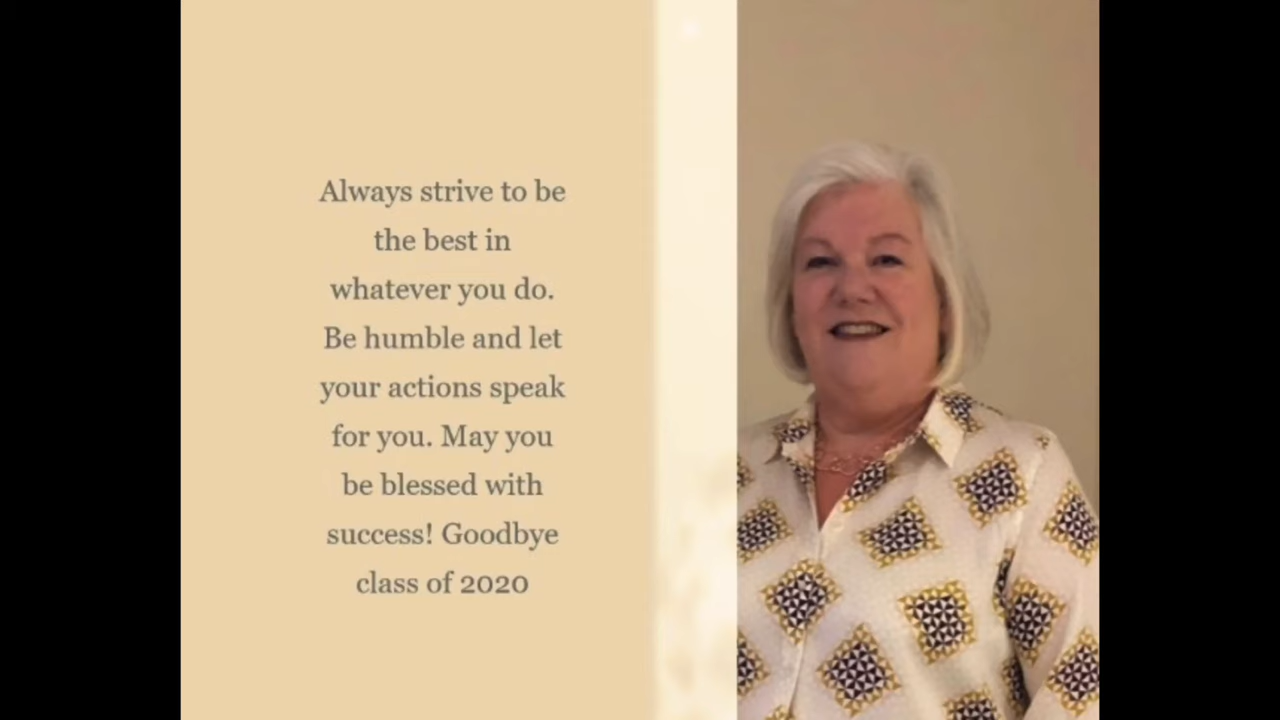 Always strive to be
the best in
whatever you do.
Be humble and let
your actions speak
for you. May you
be blessed with
success! Goodbye
class of 2020